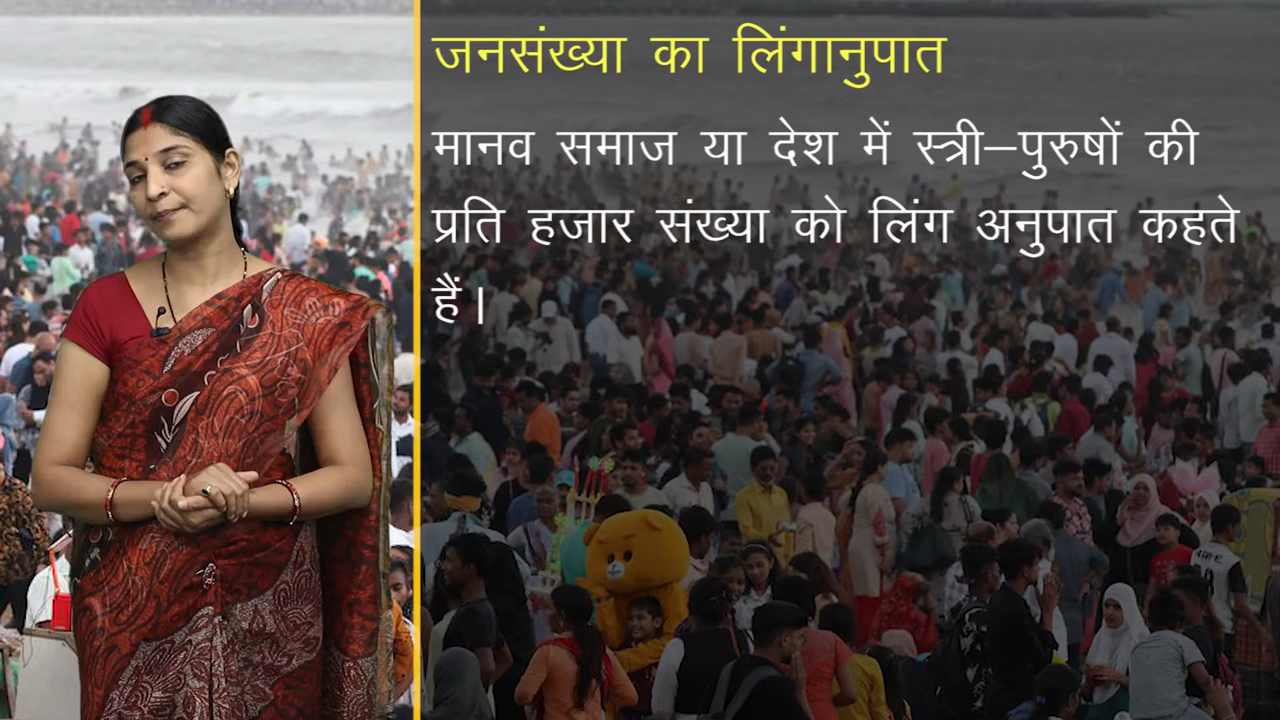 जनसंख्या का लिंगानुपात
मानव समाज या देश में स्त्री–पुरुषों की
प्रति हजार संख्या को लिंग अनुपात कहते
हैं।